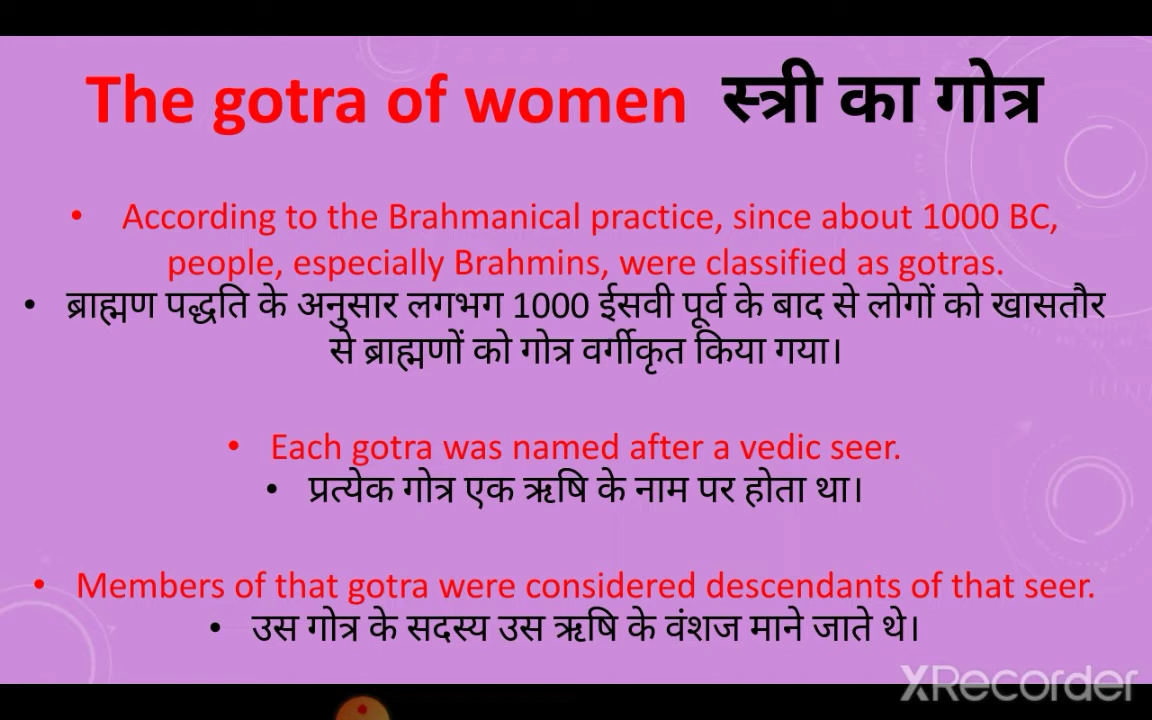 The gotra of women स्त्री का गोत्र
• According to the Brahmanical practice, since about 1000 BC,
people, especially Brahmins, were classified as gotras.
• ब्राह्मण पद्धति के अनुसार लगभग 1000 ईसवी पूर्व के बाद से लोगों को खासतौर
से ब्राह्मणों को गोत्र वर्गीकृत किया गया।
• Each gotra was named after a vedic seer.
• प्रत्येक गोत्र एक ऋषि के नाम पर होता था।
• Members of that gotra were considered descendants of that seer.
• उस गोत्र के सदस्य उस ऋषि के वंशज माने जाते थे।
XRecorder